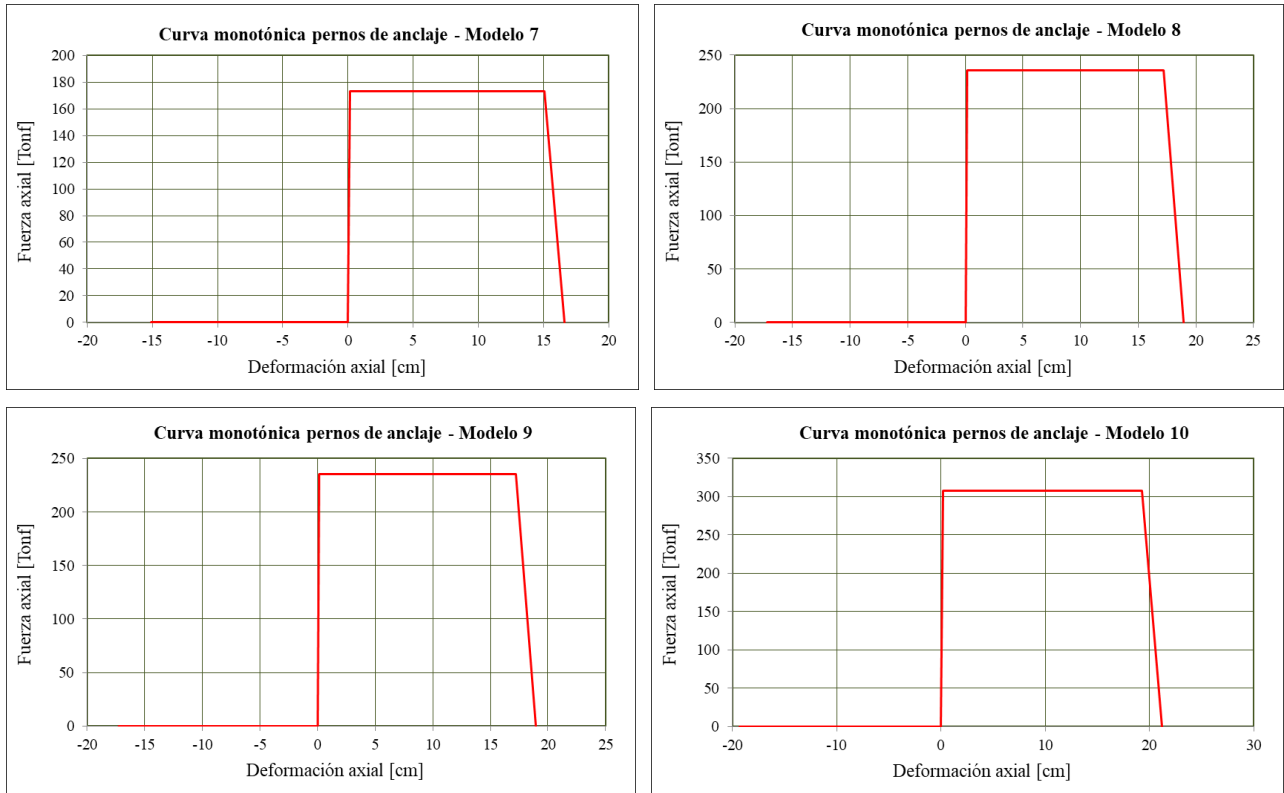 Curva monotónica pernos de anclaje - Modelo 7
200
180
160
140
120
100
80
60
40
20
0
Fuerza axial [Tonf]
-20 -15 -10 -5 0 5 10 15 20
Deformación axial [cm]
Curva monotónica pernos de anclaje - Modelo 8
250
200
150
100
50
0
Fuerza axial [Tonf]
-20 -15 -10 -5 0 5 10 15 20 25
Deformación axial [cm]
Curva monotónica pernos de anclaje - Modelo 9
250
200
150
100
50
0
Fuerza axial [Tonf]
-20 -15 -10 -5 0 5 10 15 20 25
Deformación axial [cm]
Curva monotónica pernos de anclaje - Modelo 10
350
300
250
200
150
100
50
0
Fuerza axial [Tonf]
-20 -10 0 10 20 30
Deformación axial [cm]